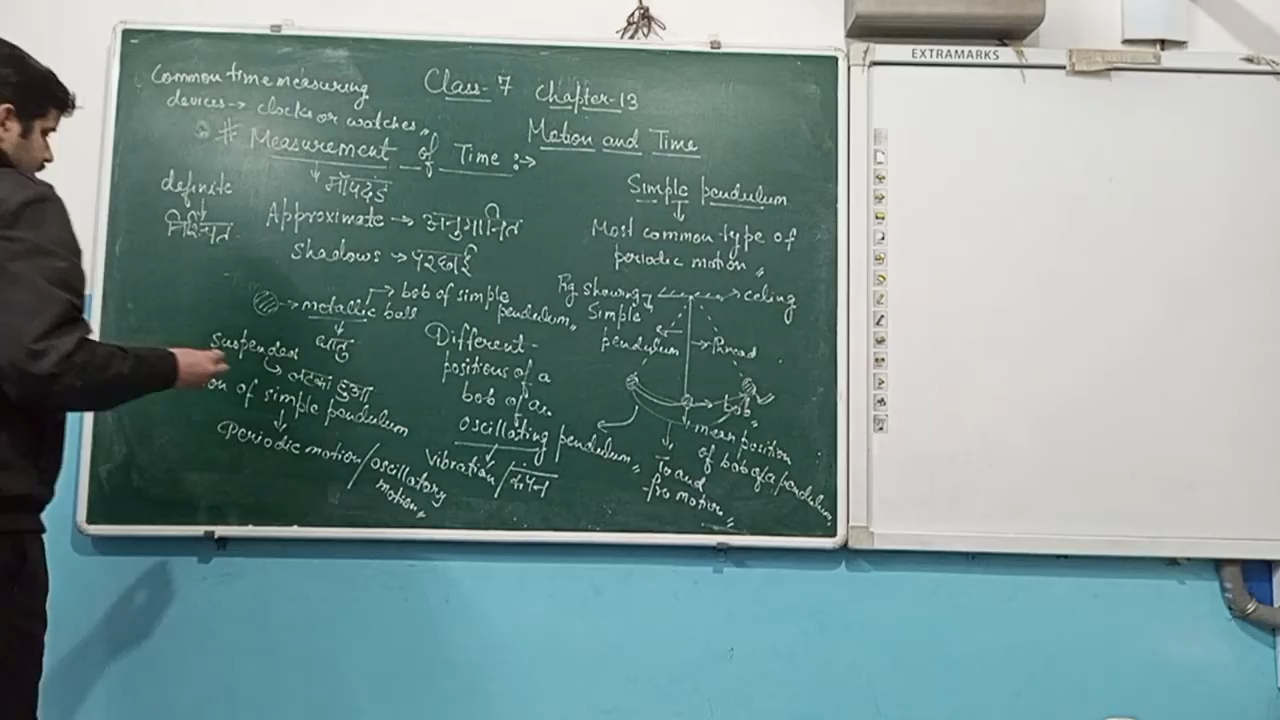 Class-7 Chapter-13
Motion and Time
Common time measuring
devices → clocks or watches
# Measurement of Time :→
मॉपदंड
definite
निश्चित
Approximate → अनुमानित
Shadows → परछाई
→ metallic ball → bob of simple
pendulum
धातु
Suspended
लटका हुआ
on of simple pendulum
Periodic motion / oscillatory
motion
Different
positions of a
bob of an
oscillating pendulum
Vibration / कंपन
Simple pendulum
Most common type of
periodic motion
Fig showing
Simple
pendulum
→ celing
→ Thread
→ bob
mean position
of bob of a pendulum
To and
fro motion
EXTRAMARKS